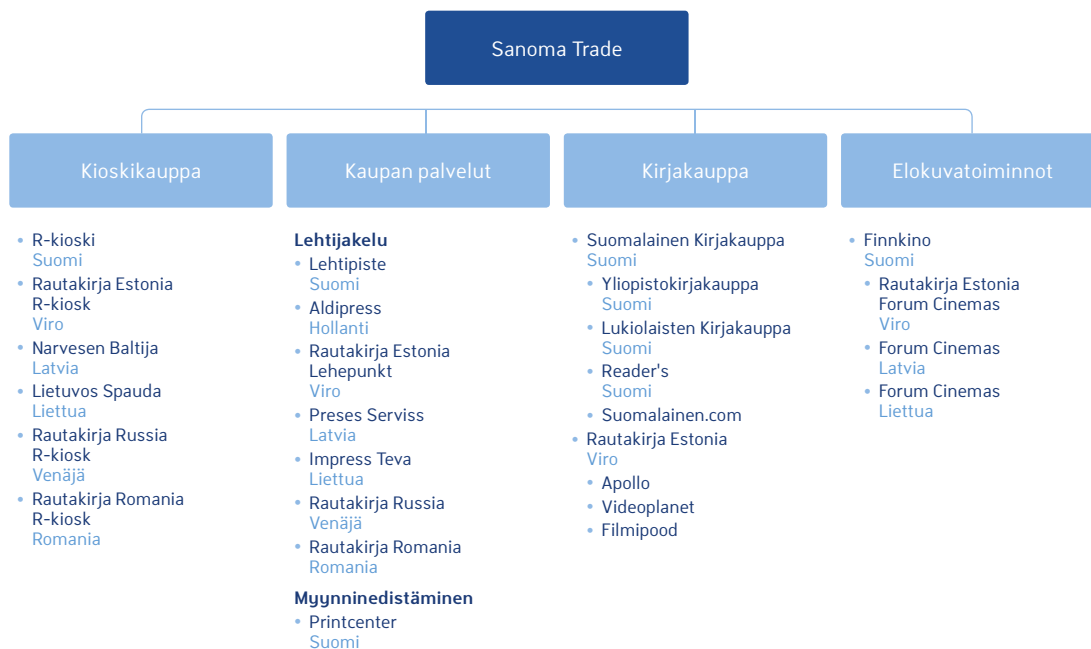 Sanoma Trade
Kioskikauppa
• R-kioski
Suomi
• Rautakirja Estonia
R-kiosk
Viro
• Narvesen Baltija
Latvia
• Lietuvos Spauda
Liettua
• Rautakirja Russia
R-kiosk
Venäjä
• Rautakirja Romania
R-kiosk
Romania
Kaupan palvelut
Lehtijakelu
• Lehtipiste
Suomi
• Aldipress
Hollanti
• Rautakirja Estonia
Lehepunkt
Viro
• Preses Serviss
Latvia
• Impress Teva
Liettua
• Rautakirja Russia
Venäjä
• Rautakirja Romania
Romania
Myynninedistäminen
• Printcenter
Suomi
Kirjakauppa
• Suomalainen Kirjakauppa
Suomi
• Yliopistokirjakauppa
Suomi
• Lukiolaisten Kirjakauppa
Suomi
• Reader's
Suomi
• Suomalainen.com
• Rautakirja Estonia
Viro
• Apollo
• Videoplanet
• Filmipood
Elokuvatoiminnot
• Finnkino
Suomi
• Rautakirja Estonia
Forum Cinemas
Viro
• Forum Cinemas
Latvia
• Forum Cinemas
Liettua